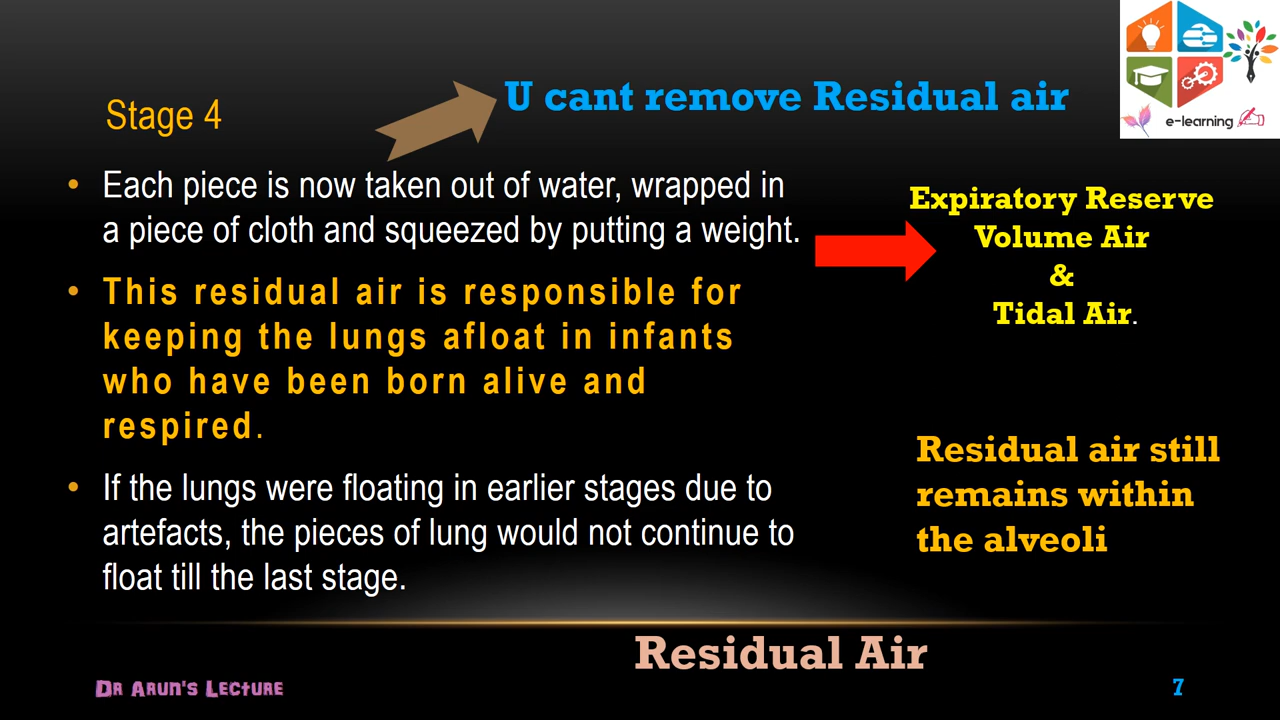 U cant remove Residual air
e-learning
Stage 4
• Each piece is now taken out of water, wrapped in
a piece of cloth and squeezed by putting a weight.
• This residual air is responsible for
keeping the lungs afloat in infants
who have been born alive and
respired.
• If the lungs were floating in earlier stages due to
artefacts, the pieces of lung would not continue to
float till the last stage.
Expiratory Reserve
Volume Air
&
Tidal Air.
Residual air still
remains within
the alveoli
Residual Air
Dr Arun's Lecture
7